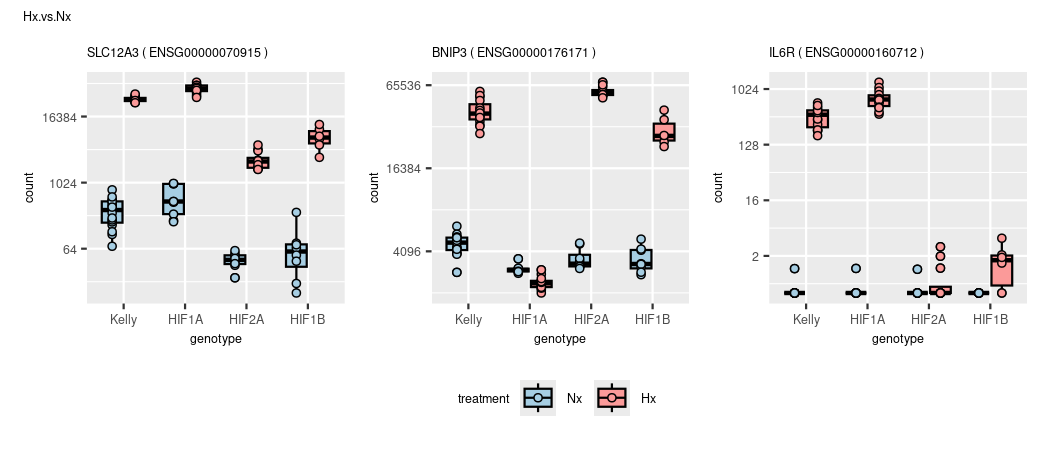 Hx.vs.Nx
SLC12A3 ( ENSG00000070915 )
BNIP3 ( ENSG00000176171 )
IL6R ( ENSG00000160712 )
count
16384
1024
64
Kelly
HIF1A
HIF2A
HIF1B
genotype
count
65536
16384
4096
Kelly
HIF1A
HIF2A
HIF1B
genotype
count
1024
128
16
2
Kelly
HIF1A
HIF2A
HIF1B
genotype
treatment Nx Hx